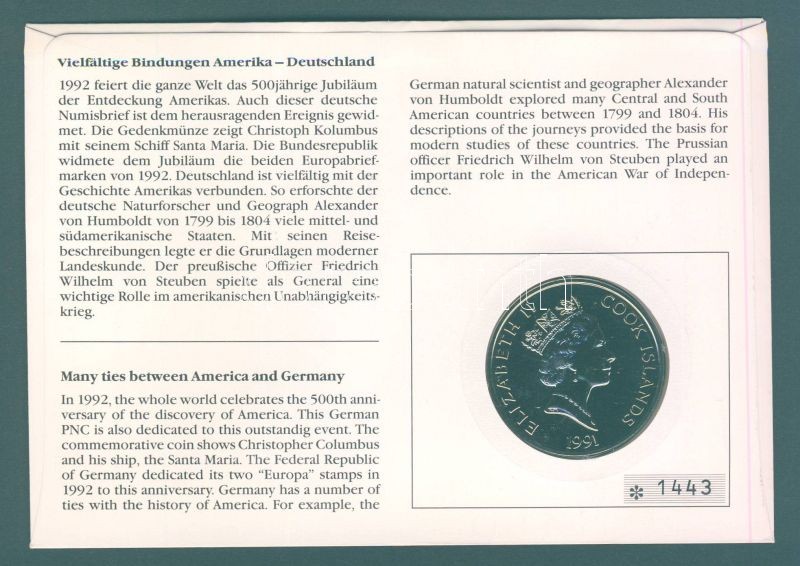 Vielfältige Bindungen Amerika – Deutschland
1992 feiert die ganze Welt das 500jährige Jubiläum
der Entdeckung Amerikas. Auch dieser deutsche
Numisbrief ist dem herausragenden Ereignis gewid-
met. Die Gedenkmünze zeigt Christoph Kolumbus
mit seinem Schiff Santa Maria. Die Bundesrepublik
widmete dem Jubiläum die beiden Europabrief-
marken von 1992. Deutschland ist vielfältig mit der
Geschichte Amerikas verbunden. So erforschte der
deutsche Naturforscher und Geograph Alexander
von Humboldt von 1799 bis 1804 viele mittel- und
südamerikanische Staaten. Mit seinen Reise-
beschreibungen legte er die Grundlagen moderner
Landeskunde. Der preußische Offizier Friedrich
Wilhelm von Steuben spielte als General eine
wichtige Rolle im amerikanischen Unabhängigkeits-
krieg.
Many ties between America and Germany
In 1992, the whole world celebrates the 500th anni-
versary of the discovery of America. This German
PNC is also dedicated to this outstandig event. The
commemorative coin shows Christopher Columbus
and his ship, the Santa Maria. The Federal Republic
of Germany dedicated its two “Europa” stamps in
1992 to this anniversary. Germany has a number of
ties with the history of America. For example, the
German natural scientist and geographer Alexander
von Humboldt explored many Central and South
American countries between 1799 and 1804. His
descriptions of the journeys provided the basis for
modern studies of these countries. The Prussian
officer Friedrich Wilhelm von Steuben played an
important role in the American War of Indepen-
dence.
ELIZABETH II COOK ISLANDS
1991
* 1443